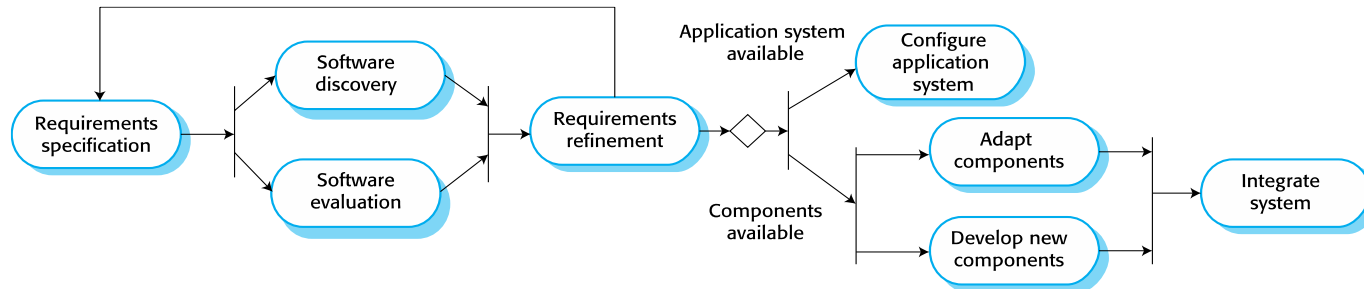 Requirements
specification
Software
discovery
Software
evaluation
Requirements
refinement
Application system
available
Configure
application
system
Components
available
Adapt
components
Develop new
components
Integrate
system